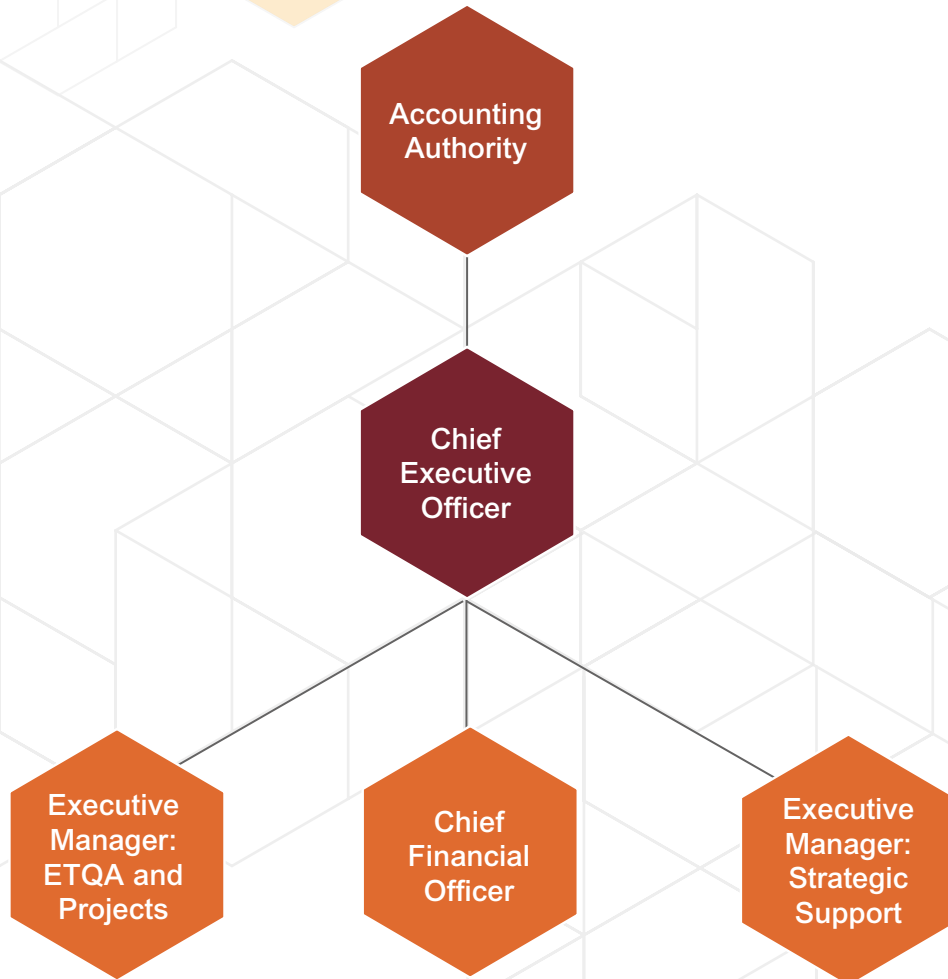 Accounting
Authority
Chief
Executive
Officer
Executive
Manager:
ETQA and
Projects
Chief
Financial
Officer
Executive
Manager:
Strategic
Support